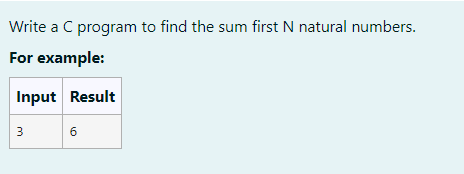 Write a C program to find the sum first N natural numbers.
For example:
Input Result
3 6